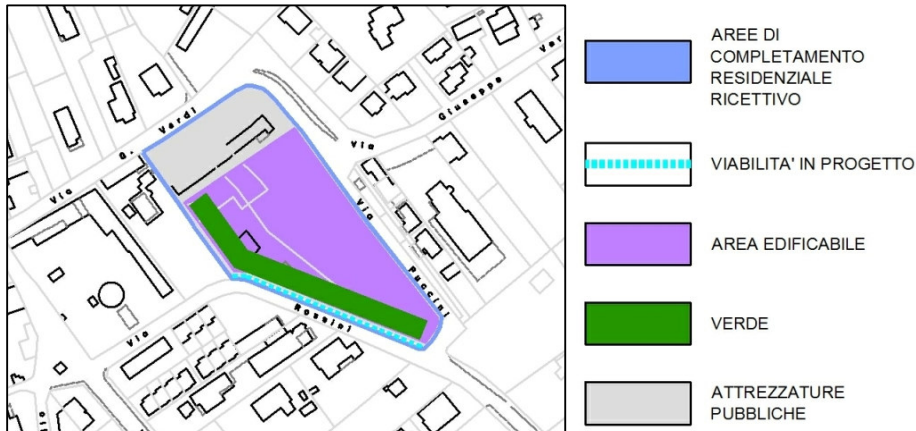 AREE DI
COMPLETAMENTO
RESIDENZIALE
RICETTIVO
VIABILITA' IN PROGETTO
AREA EDIFICABILE
VERDE
ATTREZZATURE
PUBBLICHE
Via G. Verdi
Via Giuseppe Ver
Via Puccini
Via Rossini